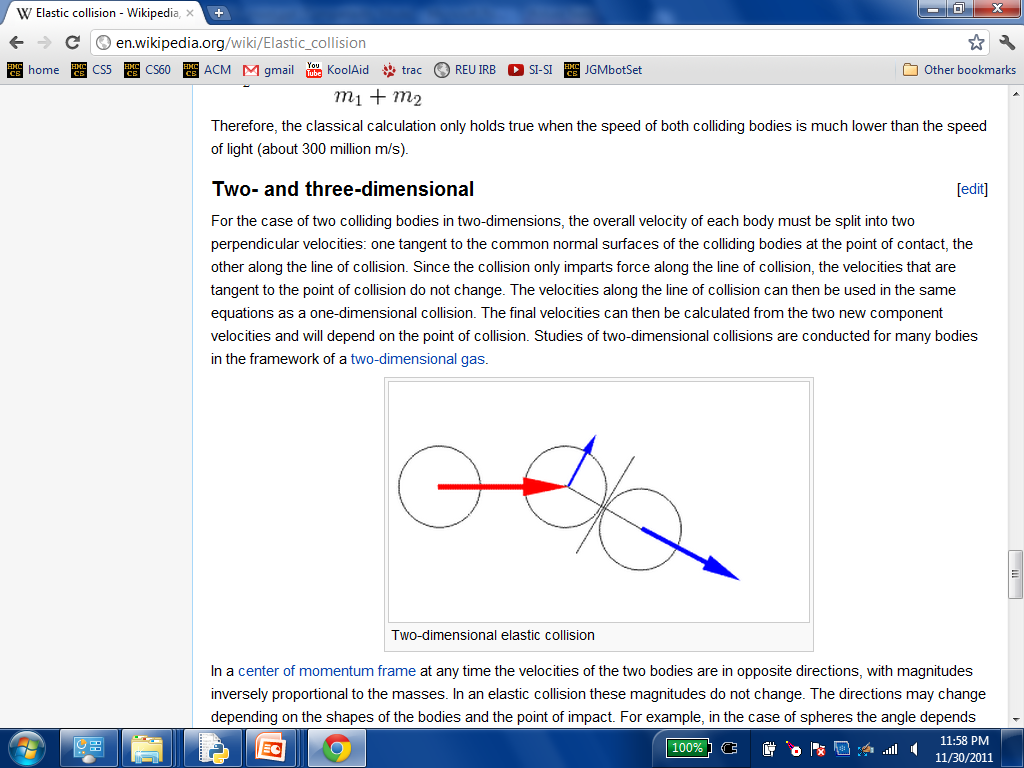 Elastic collision - Wikipedia,
en.wikipedia.org/wiki/Elastic_collision
HMC CS home HMC CS CS5 HMC CS CS60 HMC CS ACM gmail You Tube KoolAid trac REU IRB SI-SI HMC CS JGMbotSet Other bookmarks
2
m₁ + m₂
Therefore, the classical calculation only holds true when the speed of both colliding bodies is much lower than the speed
of light (about 300 million m/s).
Two- and three-dimensional [edit]
For the case of two colliding bodies in two-dimensions, the overall velocity of each body must be split into two
perpendicular velocities: one tangent to the common normal surfaces of the colliding bodies at the point of contact, the
other along the line of collision. Since the collision only imparts force along the line of collision, the velocities that are
tangent to the point of collision do not change. The velocities along the line of collision can then be used in the same
equations as a one-dimensional collision. The final velocities can then be calculated from the two new component
velocities and will depend on the point of collision. Studies of two-dimensional collisions are conducted for many bodies
in the framework of a two-dimensional gas.
Two-dimensional elastic collision
In a center of momentum frame at any time the velocities of the two bodies are in opposite directions, with magnitudes
inversely proportional to the masses. In an elastic collision these magnitudes do not change. The directions may change
depending on the shapes of the bodies and the point of impact. For example, in the case of spheres the angle depends
100% 11:58 PM
11/30/2011